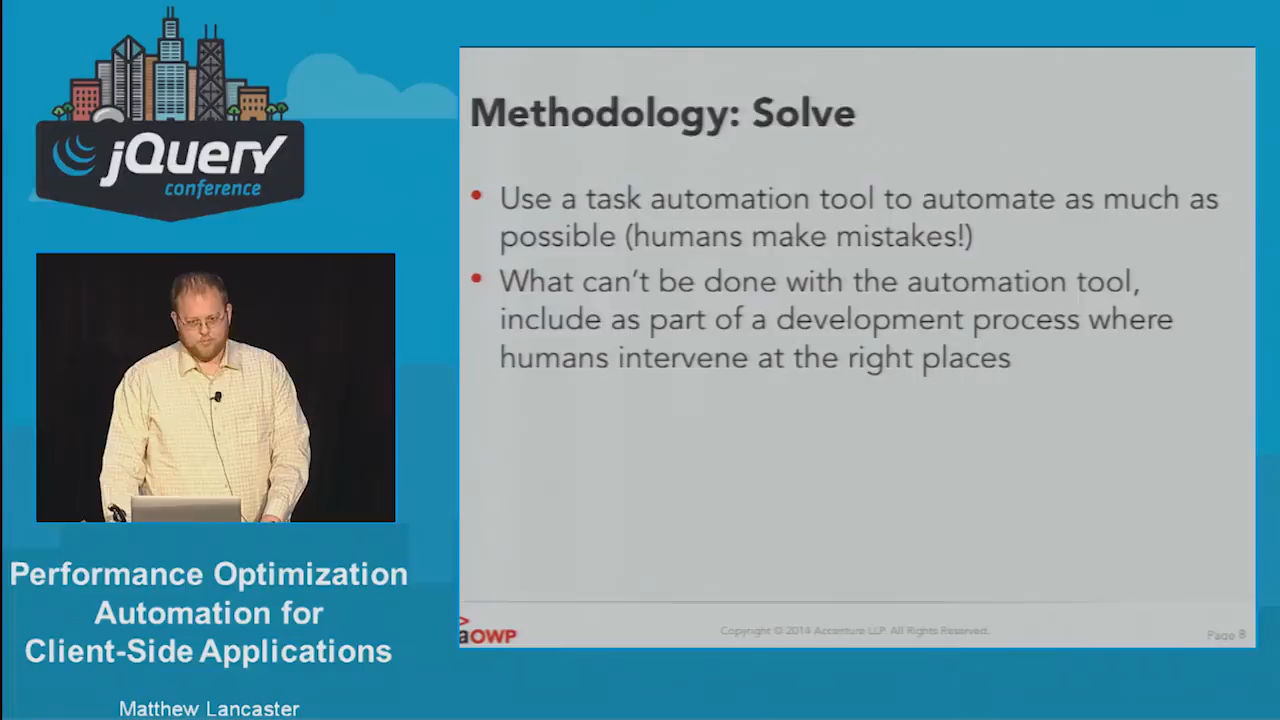 jQuery
conference
Performance Optimization
Automation for
Client-Side Applications
Matthew Lancaster
Methodology: Solve
• Use a task automation tool to automate as much as
possible (humans make mistakes!)
• What can't be done with the automation tool,
include as part of a development process where
humans intervene at the right places
>
aOWP
Copyright © 2014 Accenture LLP. All Rights Reserved.
Page 8